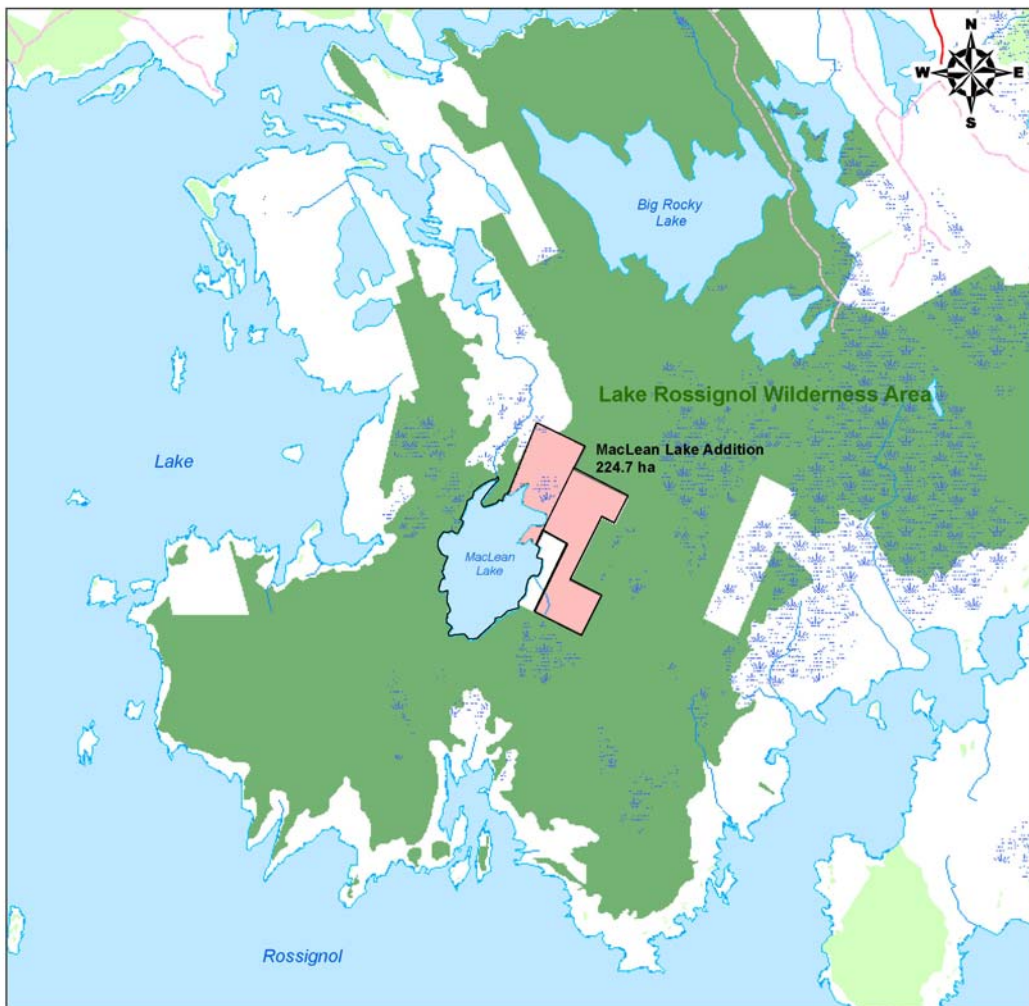 N
W E
S
Big Rocky
Lake
Lake Rossignol Wilderness Area
MacLean Lake Addition
224.7 ha
Lake
MacLean
Lake
Rossignol